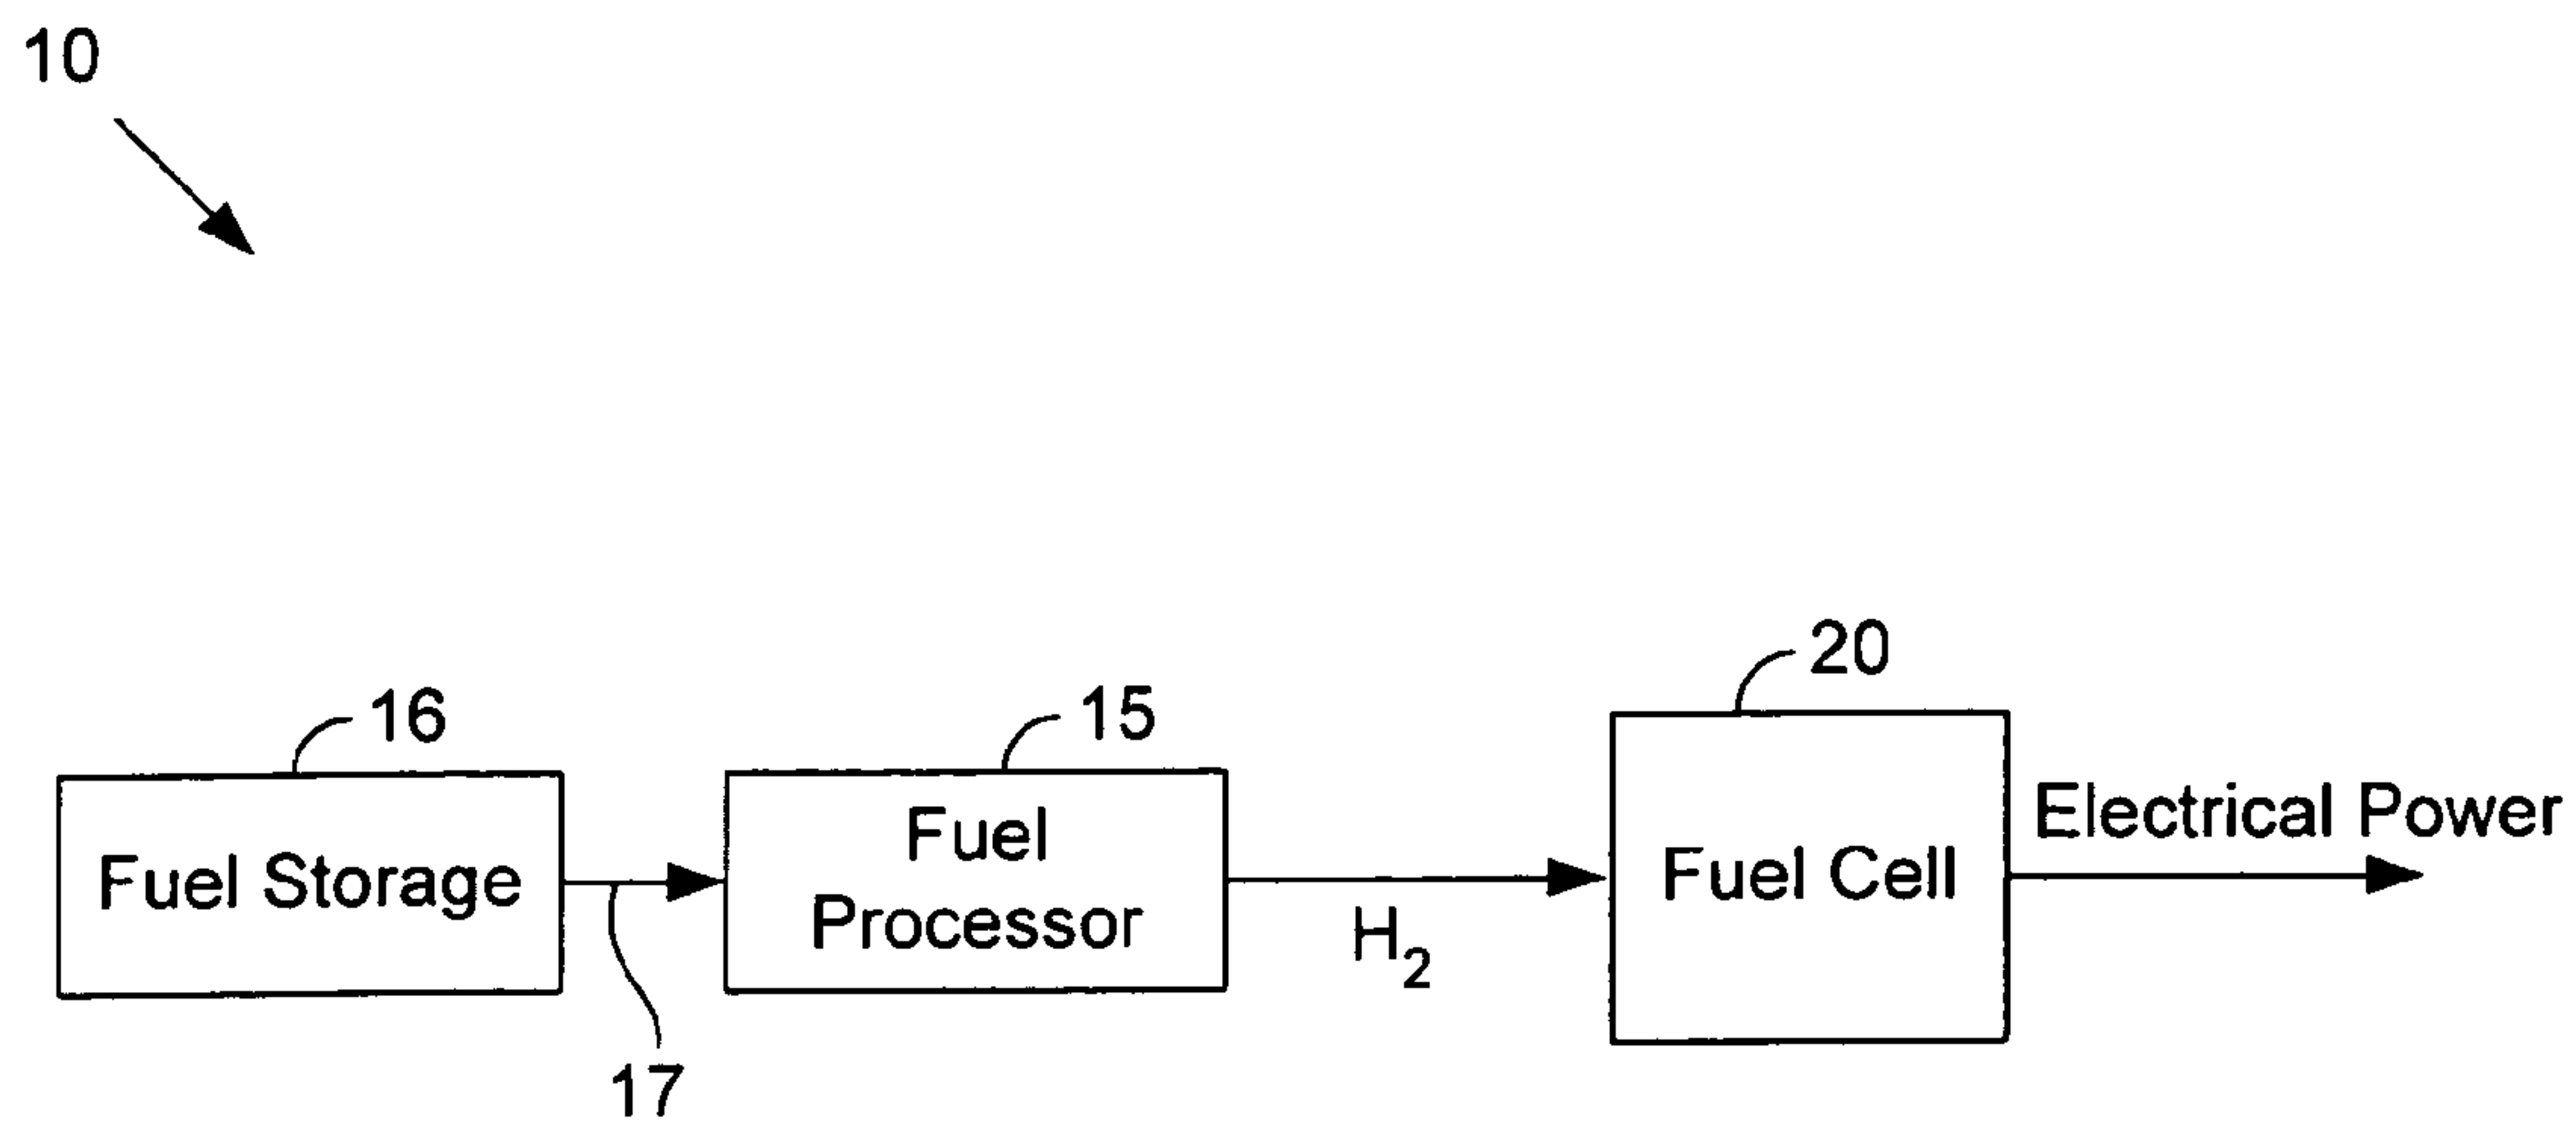 10
20
16
15
Electrical Power
Fuel
Fuel Cell
Fuel Storage
Processor
H₂
17